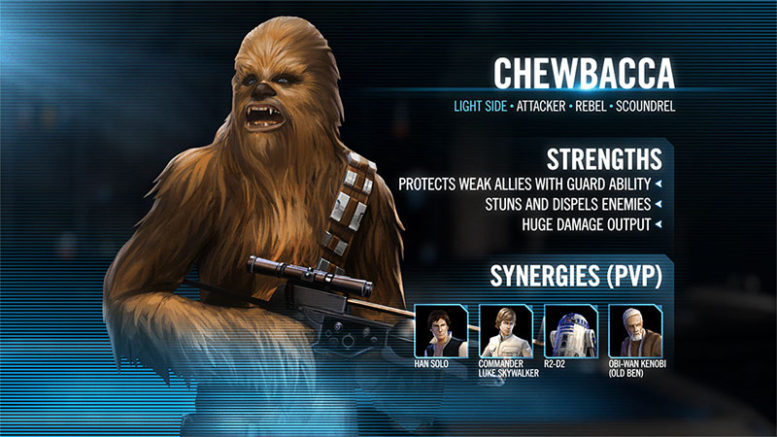 CHEWBACCA
LIGHT SIDE • ATTACKER • REBEL • SCOUNDREL
STRENGTHS
PROTECTS WEAK ALLIES WITH GUARD ABILITY
STUNS AND DISPELS ENEMIES
HUGE DAMAGE OUTPUT
SYNERGIES (PVP)
HAN SOLO
COMMANDER
LUKE SKYWALKER
R2-D2
OBI-WAN KENOBI
(OLD BEN)